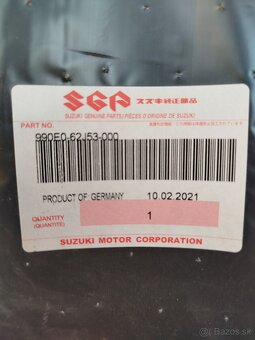 SGP スズキ純正部品
SUZUKI GENUINE PARTS / PIÈCES D'ORIGINE DE SUZUKI
PART NO.
990E0-62J53-000
PRODUCT OF GERMANY 10.02.2021
QUANTITY 1
(QUANTITÉ)
SUZUKI MOTOR CORPORATION
bazos.sk